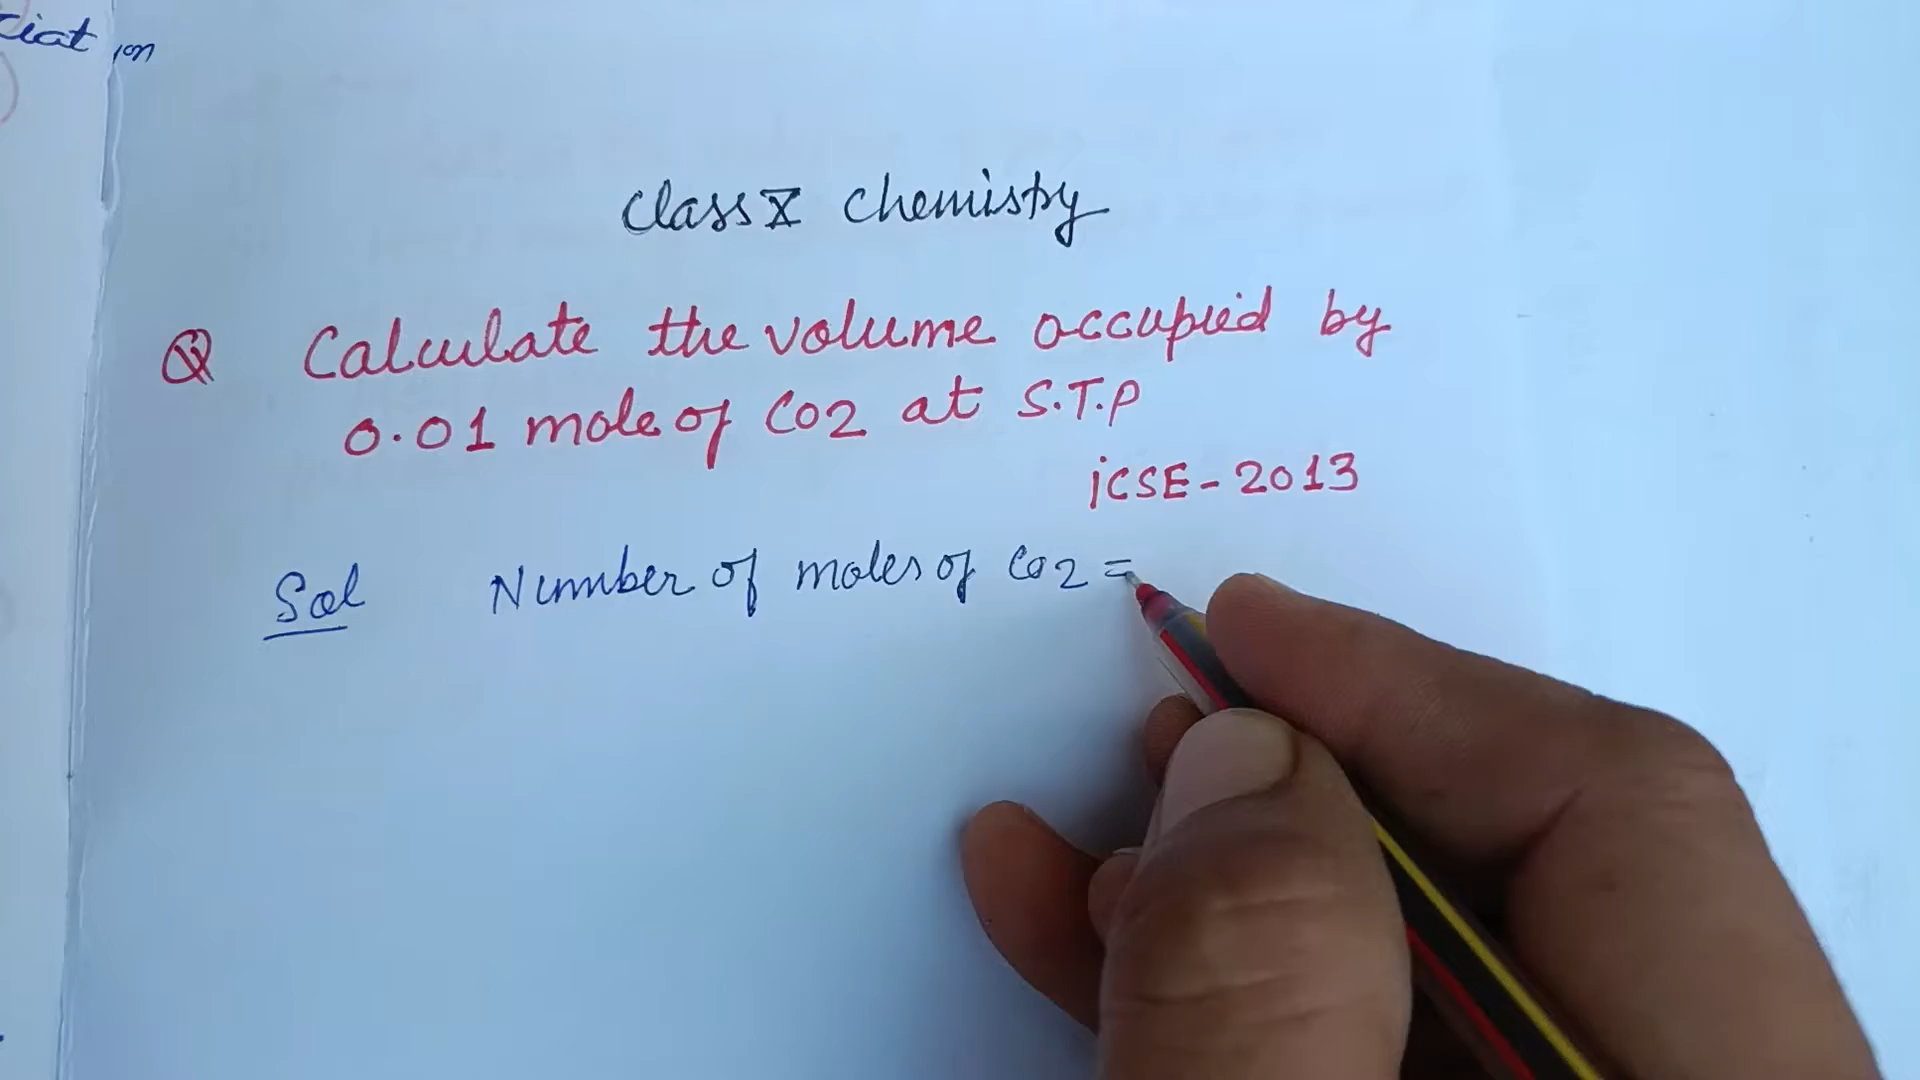 Class X Chemistry
Q Calculate the volume occupied by
0.01 mole of CO2 at S.T.P
iCSE-2013
Sol Number of moles of CO2 =